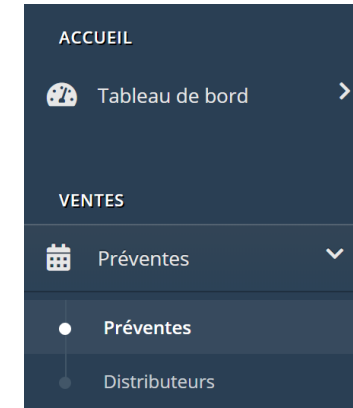 ACCUEIL
Tableau de bord
VENTES
Préventes
Préventes
Distributeurs